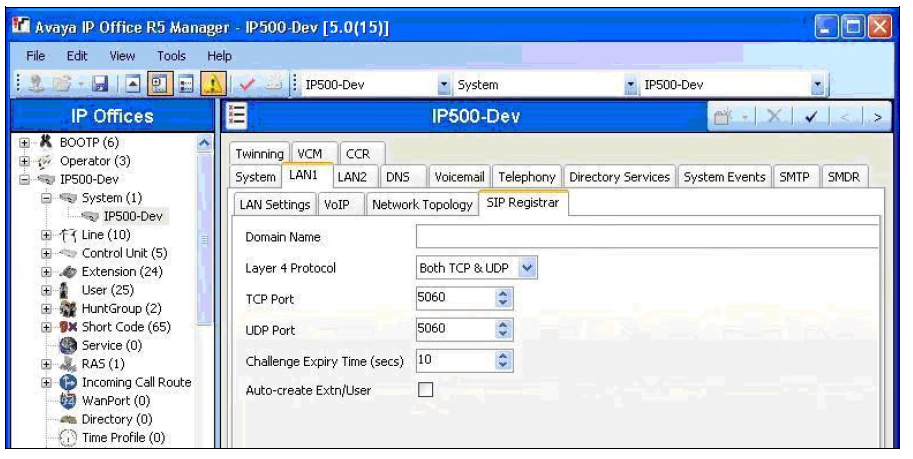 Avaya IP Office R5 Manager - IP500-Dev [5.0(15)]
File Edit View Tools Help
IP500-Dev System IP500-Dev
IP Offices
BOOTP (6)
Operator (3)
IP500-Dev
System (1)
IP500-Dev
Line (10)
Control Unit (5)
Extension (24)
User (25)
HuntGroup (2)
Short Code (65)
Service (0)
RAS (1)
Incoming Call Route
WanPort (0)
Directory (0)
Time Profile (0)
IP500-Dev
Twinning VCM CCR
System LAN1 LAN2 DNS Voicemail Telephony Directory Services System Events SMTP SMDR
LAN Settings VoIP Network Topology SIP Registrar
Domain Name
Layer 4 Protocol Both TCP & UDP
TCP Port 5060
UDP Port 5060
Challenge Expiry Time (secs) 10
Auto-create Extn/User